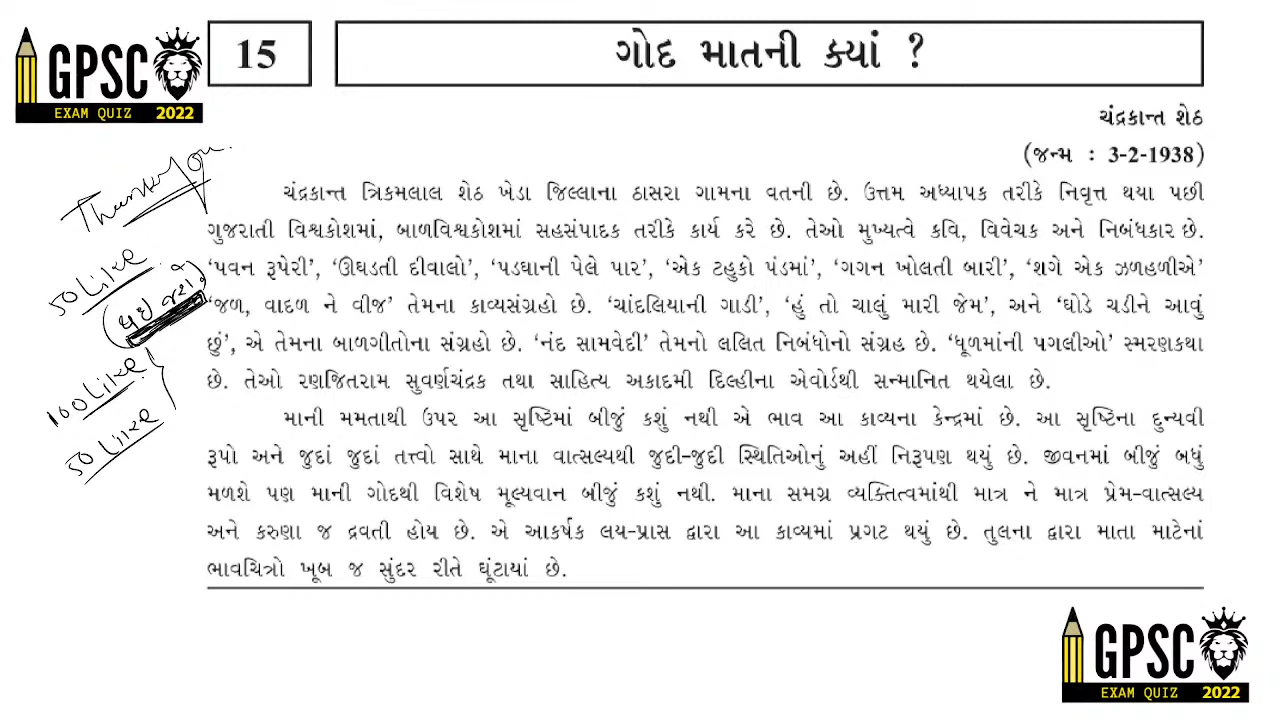 GPSC
EXAM QUIZ 2022
15
ગોદ માતની ક્યાં ?
ચંદ્રકાન્ત શેઠ
(જન્મ : 3-2-1938)
ચંદ્રકાન્ત ત્રિકમલાલ શેઠ ખેડા જિલ્લાના ઠાસરા ગામના વતની છે. ઉત્તમ અધ્યાપક તરીકે નિવૃત્ત થયા પછી
ગુજરાતી વિશ્વકોશમાં, બાળવિશ્વકોશમાં સહસંપાદક તરીકે કાર્ય કરે છે. તેઓ મુખ્યત્વે કવિ, વિવેચક અને નિબંધકાર છે.
‘પવન રૂપેરી’, ‘ઊઘડતી દીવાલો’, ‘પડઘાની પેલે પાર’, ‘એક ટહુકો પંડમાં’, ‘ગગન ખોલતી બારી’, ‘શગે એક ઝળહળીએ’
‘જળ, વાદળ ને વીજ’ તેમના કાવ્યસંગ્રહો છે. ‘ચાંદલિયાની ગાડી’, ‘હું તો ચાલું મારી જેમ’, અને ‘ઘોડે ચડીને આવું
છું’, એ તેમના બાળગીતોના સંગ્રહો છે. ‘નંદ સામવેદી’ તેમનો લલિત નિબંધોનો સંગ્રહ છે. ‘ધૂળમાંની પગલીઓ’ સ્મરણકથા
છે. તેઓ રણજિતરામ સુવર્ણચંદ્રક તથા સાહિત્ય અકાદમી દિલ્હીના એવોર્ડથી સન્માનિત થયેલા છે.
માની મમતાથી ઉપર આ સૃષ્ટિમાં બીજું કશું નથી એ ભાવ આ કાવ્યના કેન્દ્રમાં છે. આ સૃષ્ટિના દુન્યવી
રૂપો અને જુદાં જુદાં તત્ત્વો સાથે માના વાત્સલ્યથી જુદી-જુદી સ્થિતિઓનું અહીં નિરૂપણ થયું છે. જીવનમાં બીજું બધું
મળશે પણ માની ગોદથી વિશેષ મૂલ્યવાન બીજું કશું નથી. માના સમગ્ર વ્યક્તિત્વમાંથી માત્ર ને માત્ર પ્રેમ-વાત્સલ્ય
અને કરુણા જ દ્રવતી હોય છે. એ આકર્ષક લય-પ્રાસ દ્વારા આ કાવ્યમાં પ્રગટ થયું છે. તુલના દ્વારા માતા માટેનાં
ભાવચિત્રો ખૂબ જ સુંદર રીતે ઘૂંટાયાં છે.
Thank You.
50 Like
થઇ જશે?
100 Like!
50 Like
GPSC
EXAM QUIZ 2022